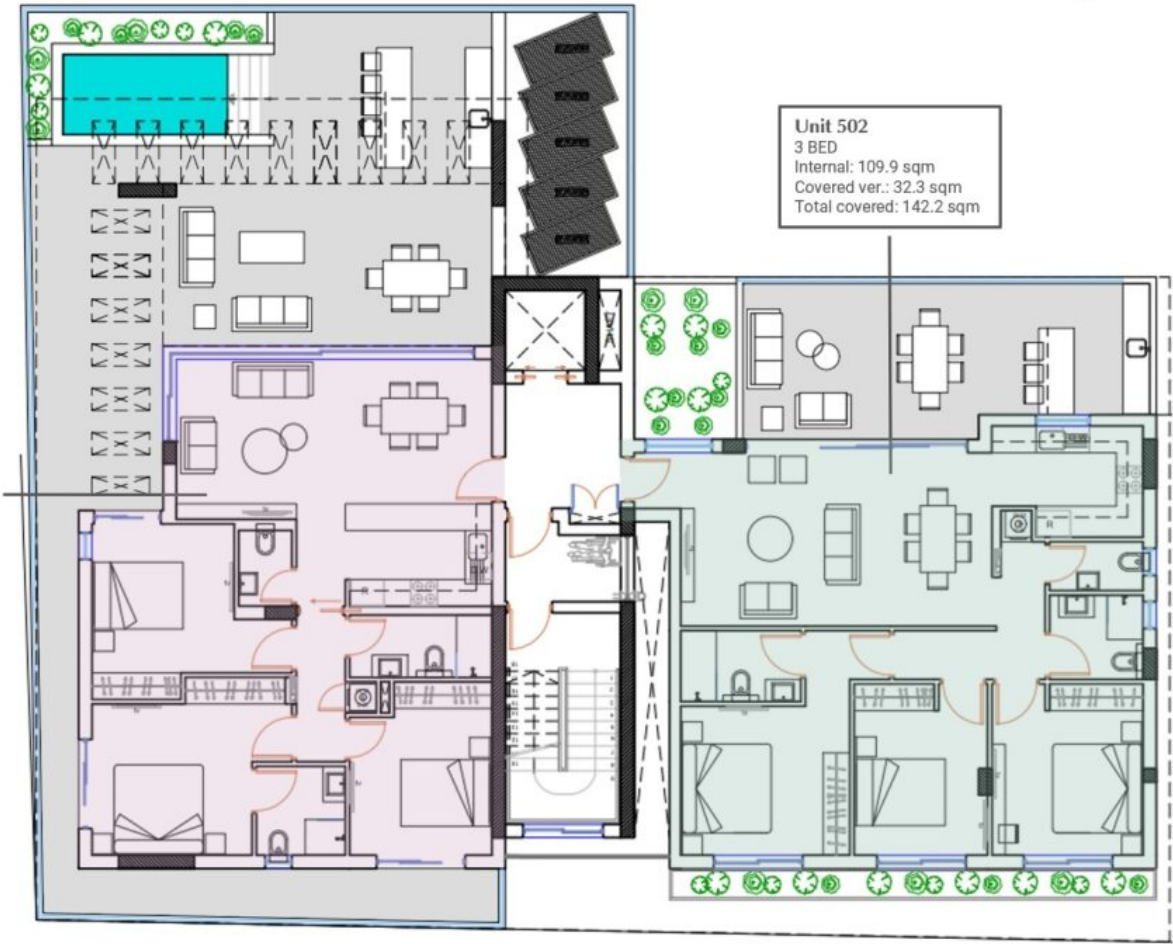 Unit 502
3 BED
Internal: 109.9 sqm
Covered ver.: 32.3 sqm
Total covered: 142.2 sqm
R
R